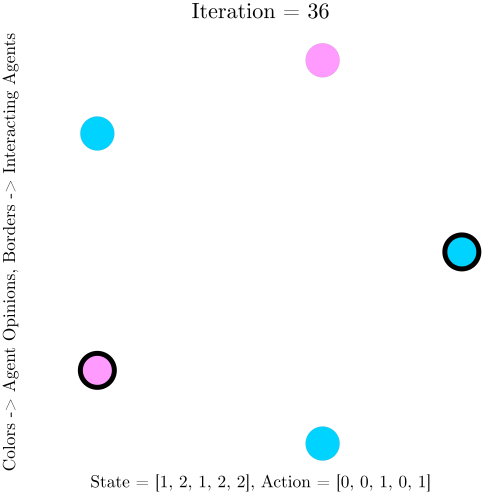 Iteration = 36
Colors -> Agent Opinions, Borders -> Interacting Agents
State = [1, 2, 1, 2, 2], Action = [0, 0, 1, 0, 1]